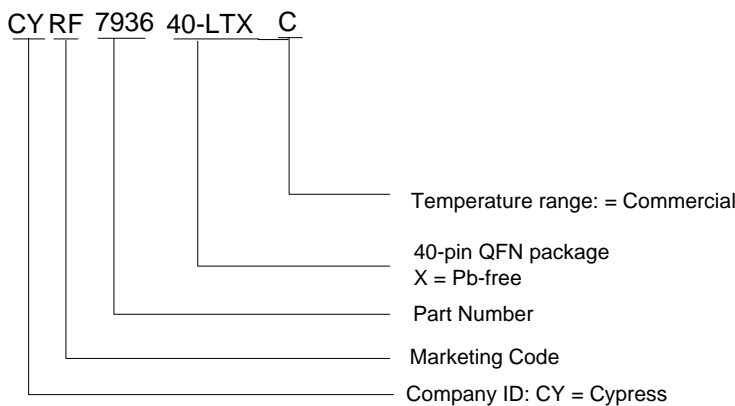 CY RF 7936 40-LTX C
Temperature range: = Commercial
40-pin QFN package
X = Pb-free
Part Number
Marketing Code
Company ID: CY = Cypress